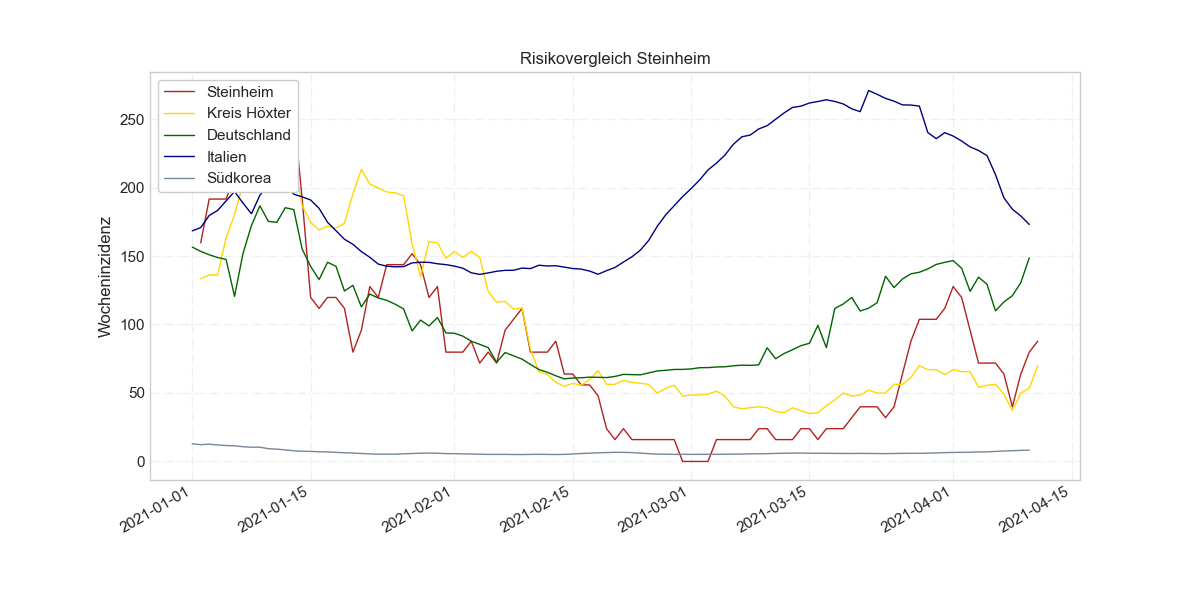 Risikovergleich Steinheim
Steinheim
Kreis Höxter
Deutschland
Italien
Südkorea
Wocheninzidenz
250
200
150
100
50
0
2021-01-01
2021-01-15
2021-02-01
2021-02-15
2021-03-01
2021-03-15
2021-04-01
2021-04-15